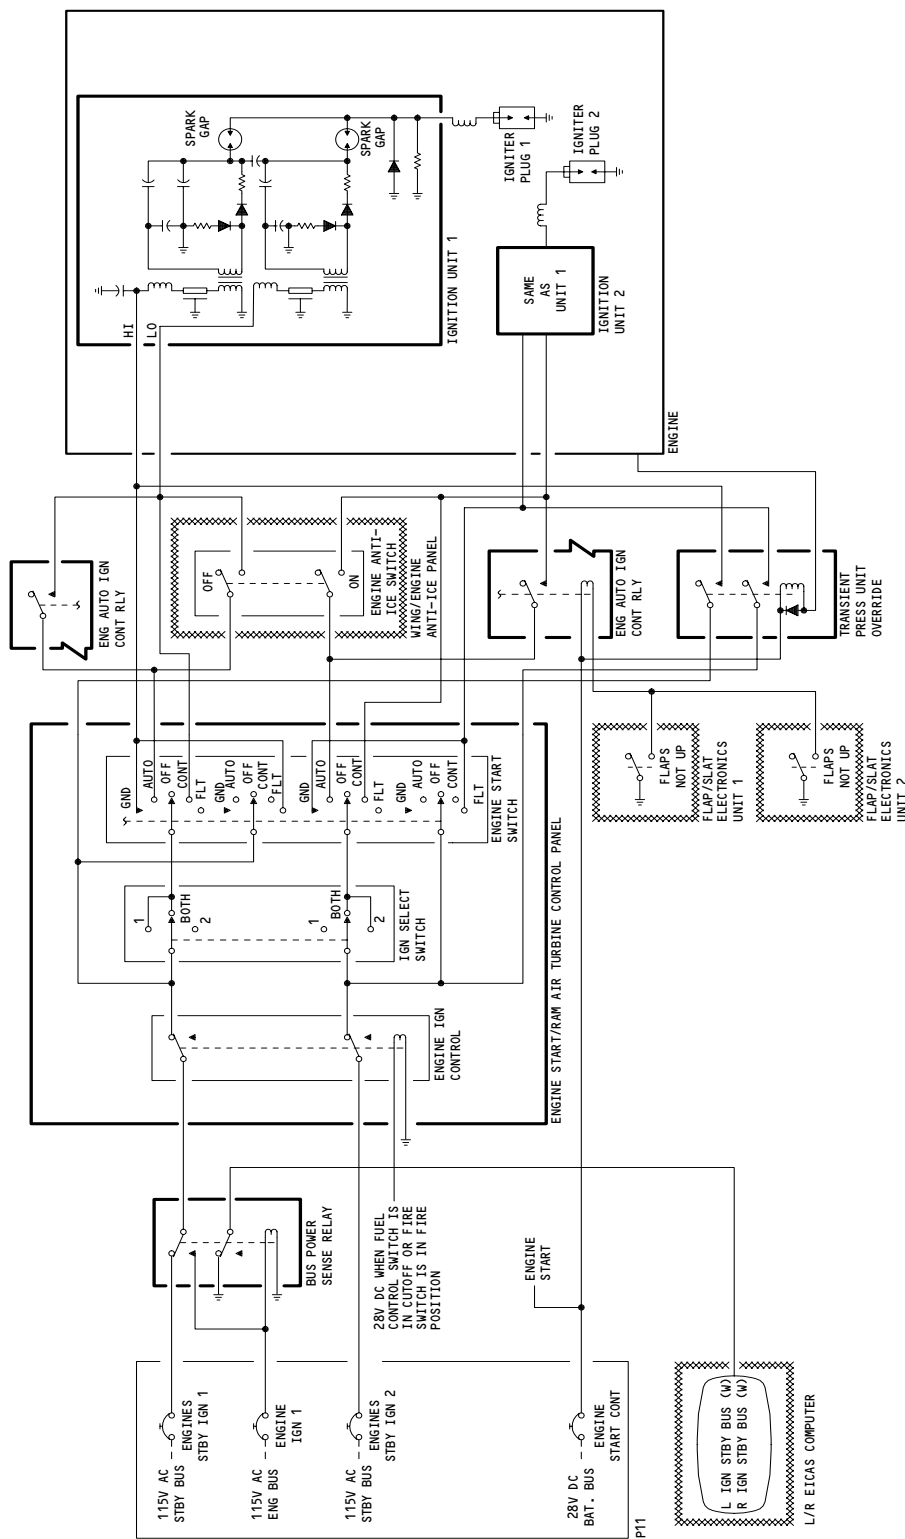 115V AC
STBY BUS
ENGINES
STBY IGN 1
115V AC
ENG BUS
ENGINE
IGN 1
115V AC
STBY BUS
ENGINES
STBY IGN 2
28V DC
BAT. BUS
ENGINE
START CONT
P11
L IGN STBY BUS (W)
R IGN STBY BUS (W)
L/R EICAS COMPUTER
BUS POWER
SENSE RELAY
28V DC WHEN FUEL
CONTROL SWITCH IS
IN CUTOFF OR FIRE
SWITCH IS IN FIRE
POSITION
ENGINE
START
ENGINE IGN
CONTROL
1
BOTH
2
1
BOTH
2
IGN SELECT
SWITCH
GND
AUTO
OFF
CONT
FLT
GND
AUTO
OFF
CONT
FLT
GND
AUTO
OFF
CONT
FLT
GND
AUTO
OFF
CONT
FLT
ENGINE START
SWITCH
ENGINE START/RAM AIR TURBINE CONTROL PANEL
FLAPS
NOT UP
FLAP/SLAT
ELECTRONICS
UNIT 1
FLAPS
NOT UP
FLAP/SLAT
ELECTRONICS
UNIT 2
ENG AUTO IGN
CONT RLY
OFF
ON
ENGINE ANTI-
ICE SWITCH
WING/ENGINE
ANTI-ICE PANEL
ENG AUTO IGN
CONT RLY
TRANSIENT
PRESS UNIT
OVERRIDE
HI
LO
SPARK
GAP
SPARK
GAP
IGNITION UNIT 1
IGNITER
PLUG 1
IGNITER
PLUG 2
SAME
AS
UNIT 1
IGNITION
UNIT 2
ENGINE